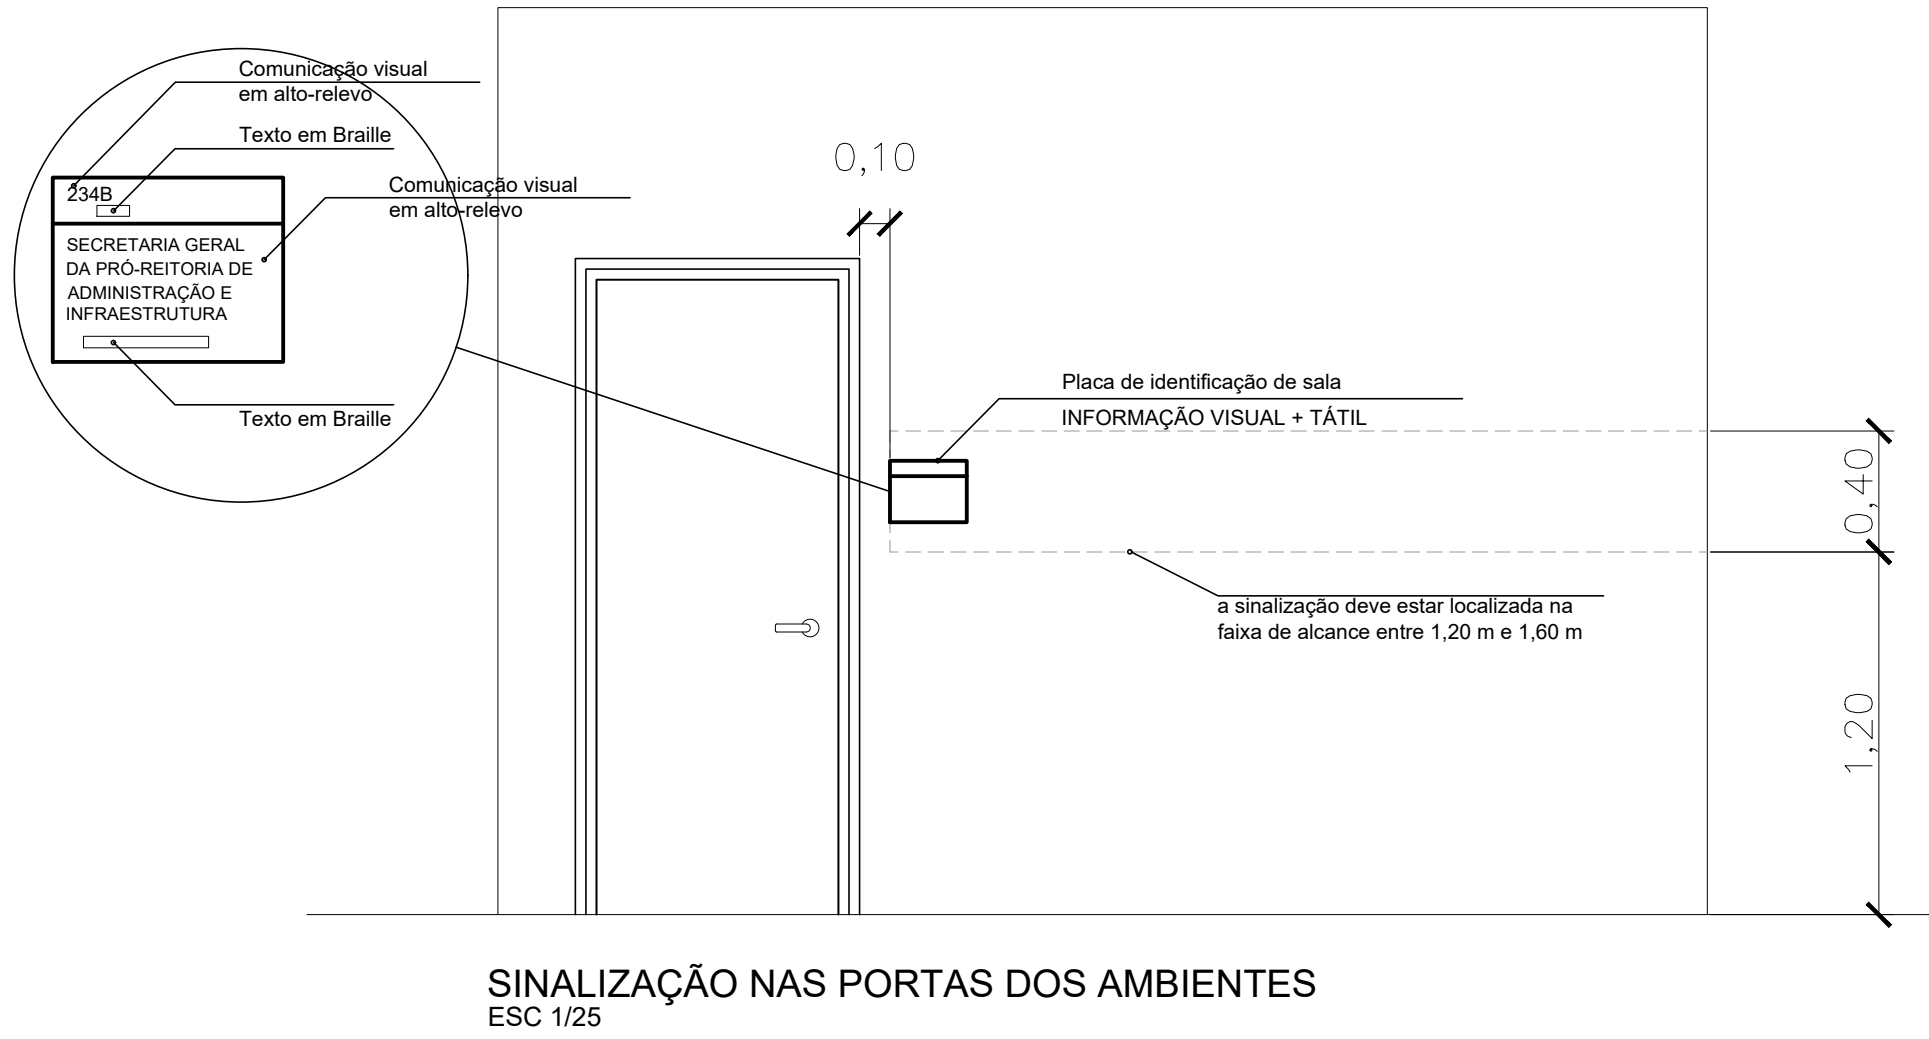 Comunicação visual
em alto-relevo
Texto em Braille
234B
Comunicação visual
em alto-relevo
SECRETARIA GERAL
DA PRÓ-REITORIA DE
ADMINISTRAÇÃO E
INFRAESTRUTURA
Texto em Braille
0,10
Placa de identificação de sala
INFORMAÇÃO VISUAL + TÁTIL
0,40
a sinalização deve estar localizada na
faixa de alcance entre 1,20 m e 1,60 m
1,20
SINALIZAÇÃO NAS PORTAS DOS AMBIENTES
ESC 1/25